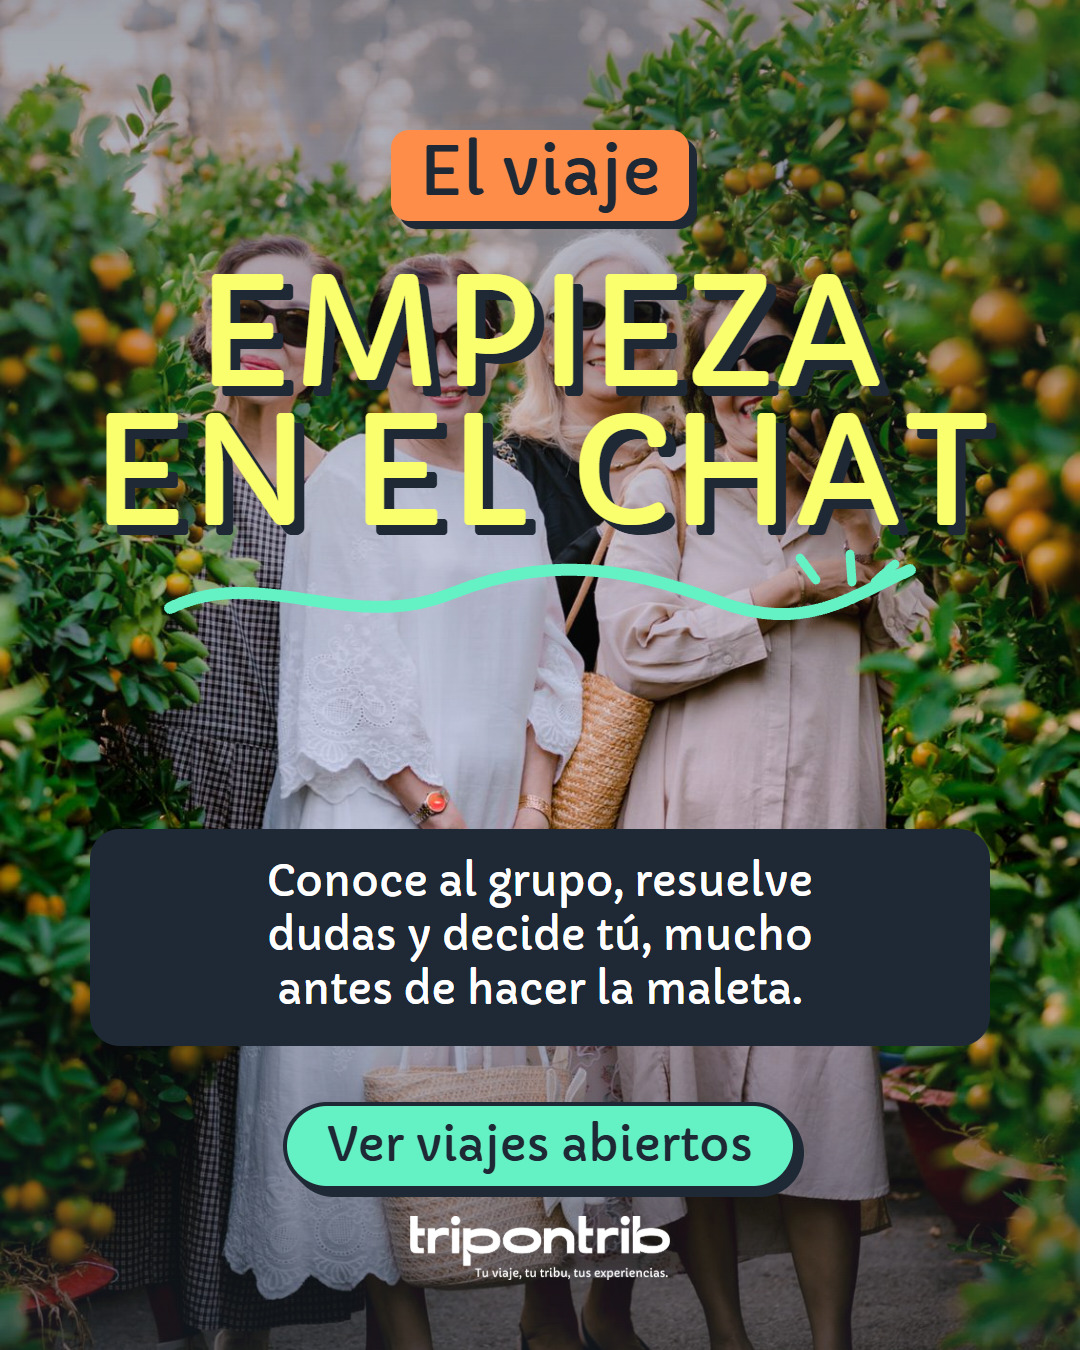 El viaje
EMPIEZA
EN EL CHAT
Conoce al grupo, resuelve
dudas y decide tú, mucho
antes de hacer la maleta.
Ver viajes abiertos
tripontrib
Tu viaje, tu tribu, tus experiencias.